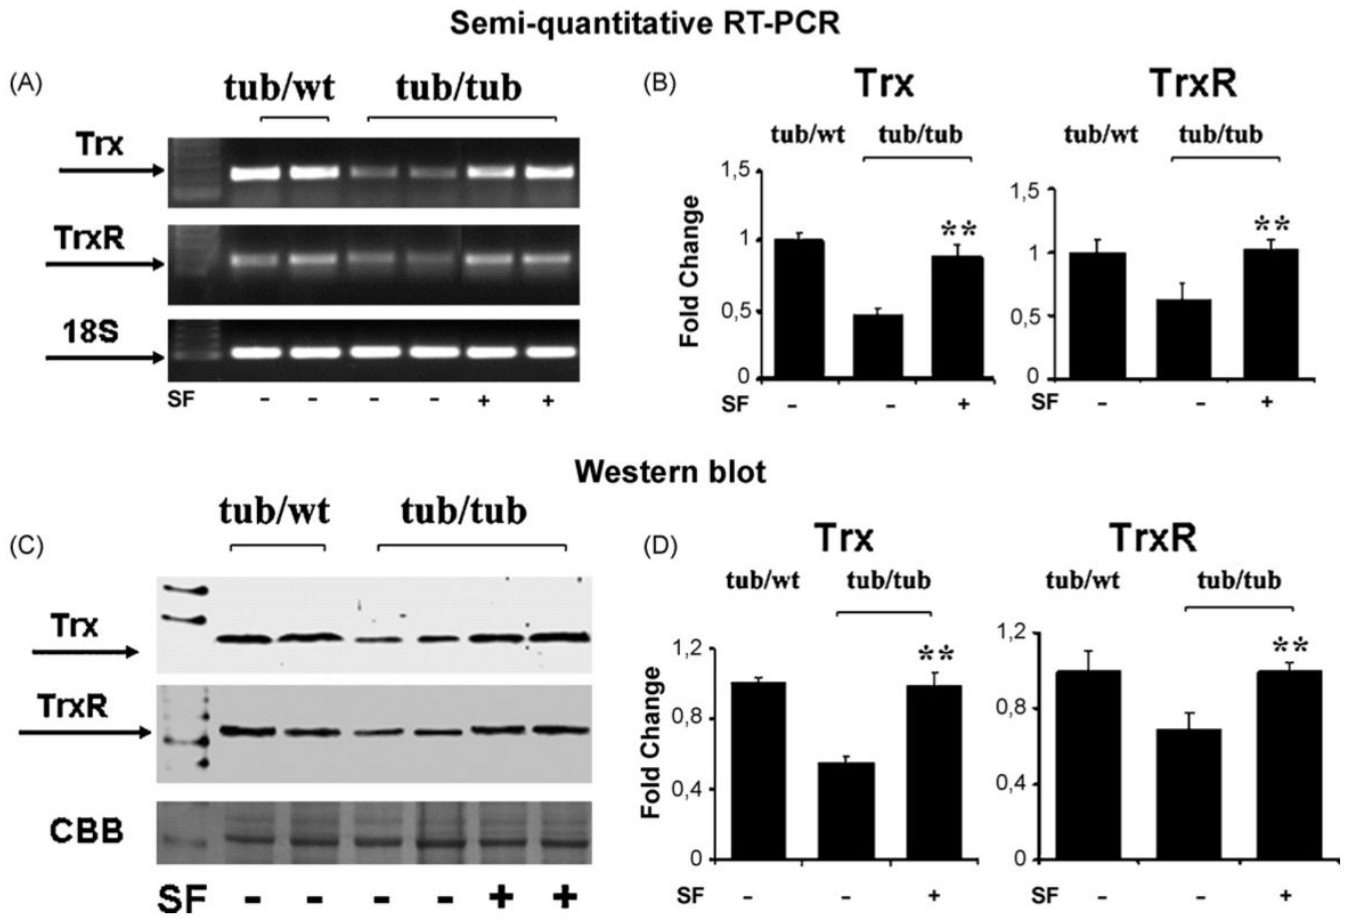 Semi-quantitative RT-PCR
(A)
tub/wt tub/tub
Trx
TrxR
18S
SF - - - - + +
(B)
Trx TrxR
tub/wt tub/tub tub/wt tub/tub
Fold Change
1,5
1
0,5
0
**
SF - - +
1,5
1
0,5
0
**
SF - - +
Western blot
(C)
tub/wt tub/tub
Trx
TrxR
CBB
SF - - - - + +
(D)
Trx TrxR
tub/wt tub/tub tub/wt tub/tub
Fold Change
1,2
0,8
0,4
0
**
SF - - +
1,2
0,8
0,4
0
**
SF - - +